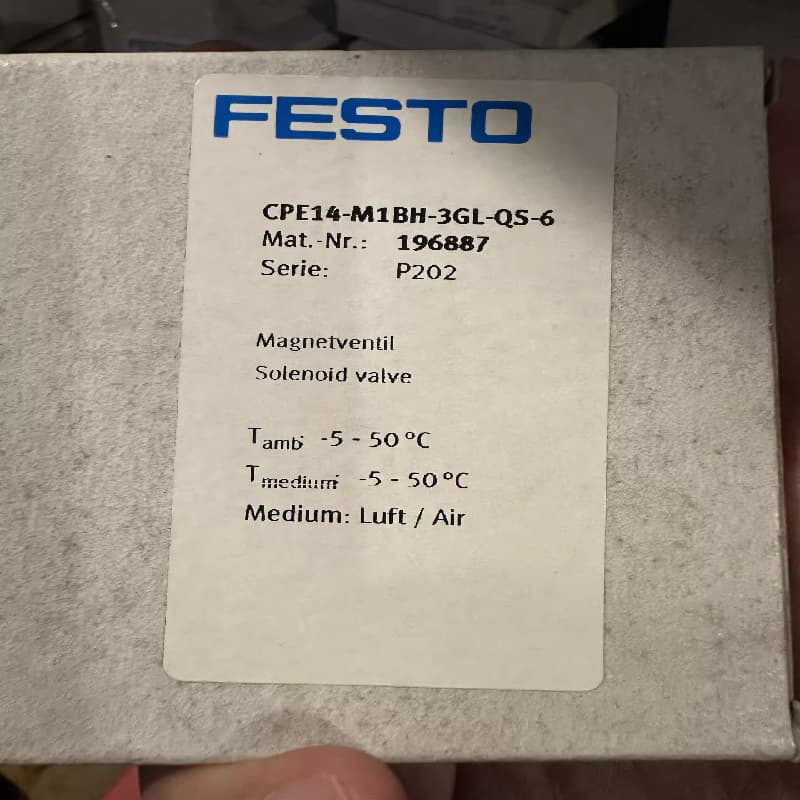 FESTO
CPE14-M1BH-3GL-QS-6
Mat.-Nr.: 196887
Serie: P202
Magnetventil
Solenoid valve
Tamb -5 - 50 °C
Tmedium -5 - 50 °C
Medium: Luft / Air